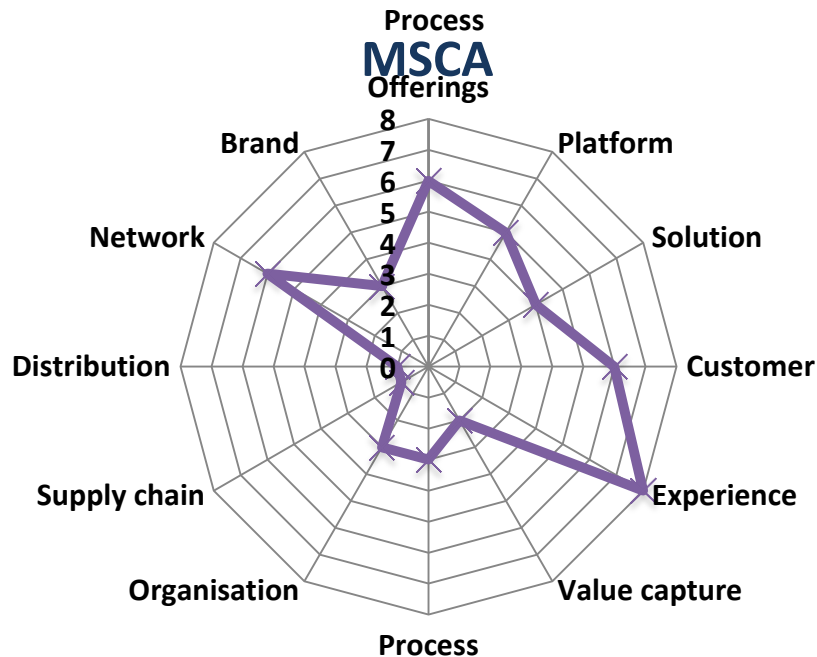 Process
MSCA
Offerings
8
Brand
Platform
7
6
5
Network
Solution
4
3
2
1
Distribution
0
Customer
Supply chain
Experience
Organisation
Value capture
Process